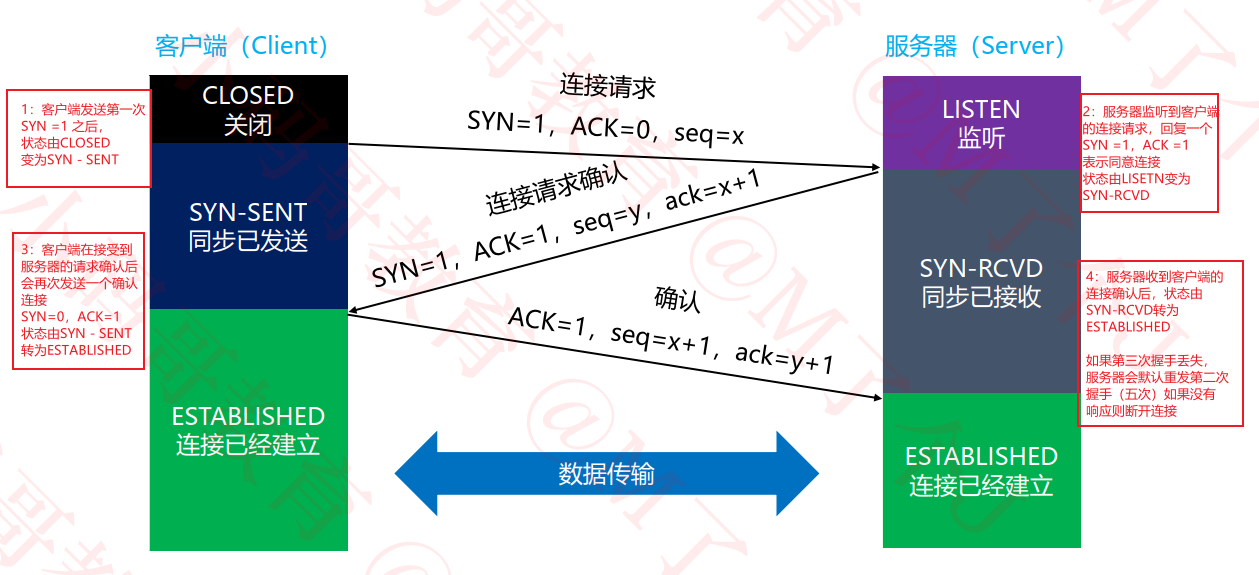 客户端（Client）
服务器（Server）
CLOSED
关闭
SYN-SENT
同步已发送
ESTABLISHED
连接已经建立
1：客户端发送第一次
SYN =1 之后，
状态由CLOSED
变为SYN - SENT
3：客户端在接受到
服务器的请求确认后
会再次发送一个确认
连接
SYN=0，ACK=1
状态由SYN - SENT
转为ESTABLISHED
连接请求
SYN=1，ACK=0，seq=x
连接请求确认
SYN=1，ACK=1，seq=y，ack=x+1
确认
ACK=1，seq=x+1，ack=y+1
数据传输
LISTEN
监听
SYN-RCVD
同步已接收
ESTABLISHED
连接已经建立
2：服务器监听到客户端
的连接请求，回复一个
SYN =1，ACK =1
表示同意连接
状态由LISETN变为
SYN-RCVD
4：服务器收到客户端的
连接确认后，状态由
SYN-RCVD转为
ESTABLISHED
如果第三次握手丢失，
服务器会默认重发第二次
握手（五次）如果没有
响应则断开连接
小码哥教育 @M了个J